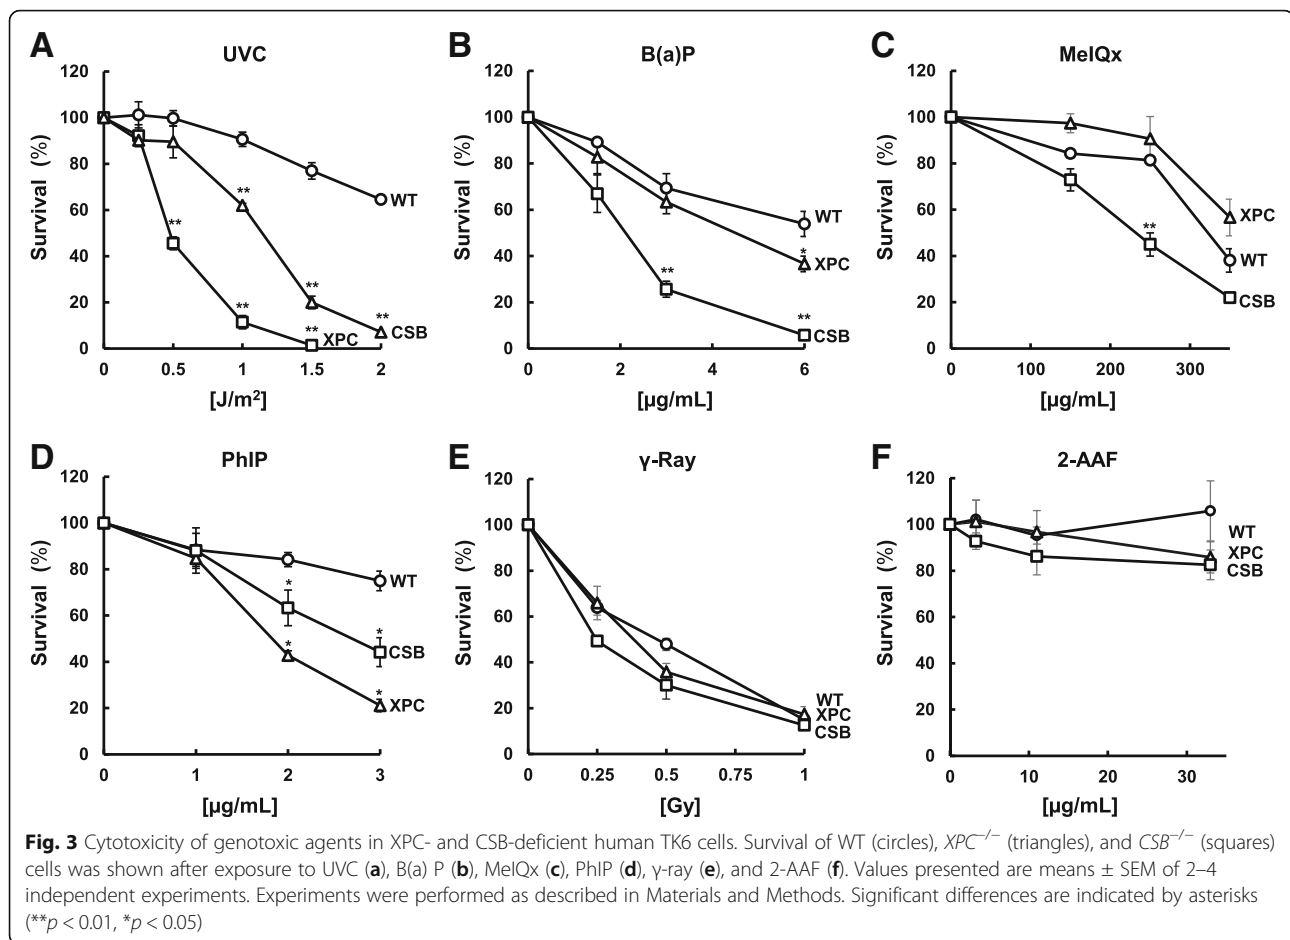 A
UVC
120
100
80
60
40
20
0
Survival (%)
0 0.5 1 1.5 2
[J/m²]
WT
**
**
**
**
**
**
XPC
CSB
B
B(a)P
120
100
80
60
40
20
0
Survival (%)
0 2 4 6
[µg/mL]
WT
*
XPC
**
**
CSB
C
MeIQx
120
100
80
60
40
20
0
Survival (%)
0 100 200 300
[µg/mL]
XPC
**
WT
CSB
D
PhIP
120
100
80
60
40
20
0
Survival (%)
0 1 2 3
[µg/mL]
WT
*
*
CSB
*
*
XPC
E
γ-Ray
120
100
80
60
40
20
0
Survival (%)
0 0.25 0.5 0.75 1
[Gy]
WT
XPC
CSB
F
2-AAF
120
100
80
60
40
20
0
Survival (%)
0 10 20 30
[µg/mL]
WT
XPC
CSB
Fig. 3 Cytotoxicity of genotoxic agents in XPC- and CSB-deficient human TK6 cells. Survival of WT (circles), XPC⁻/⁻ (triangles), and CSB⁻/⁻ (squares)
cells was shown after exposure to UVC (a), B(a) P (b), MeIQx (c), PhIP (d), γ-ray (e), and 2-AAF (f). Values presented are means ± SEM of 2–4
independent experiments. Experiments were performed as described in Materials and Methods. Significant differences are indicated by asterisks
(**p < 0.01, *p < 0.05)